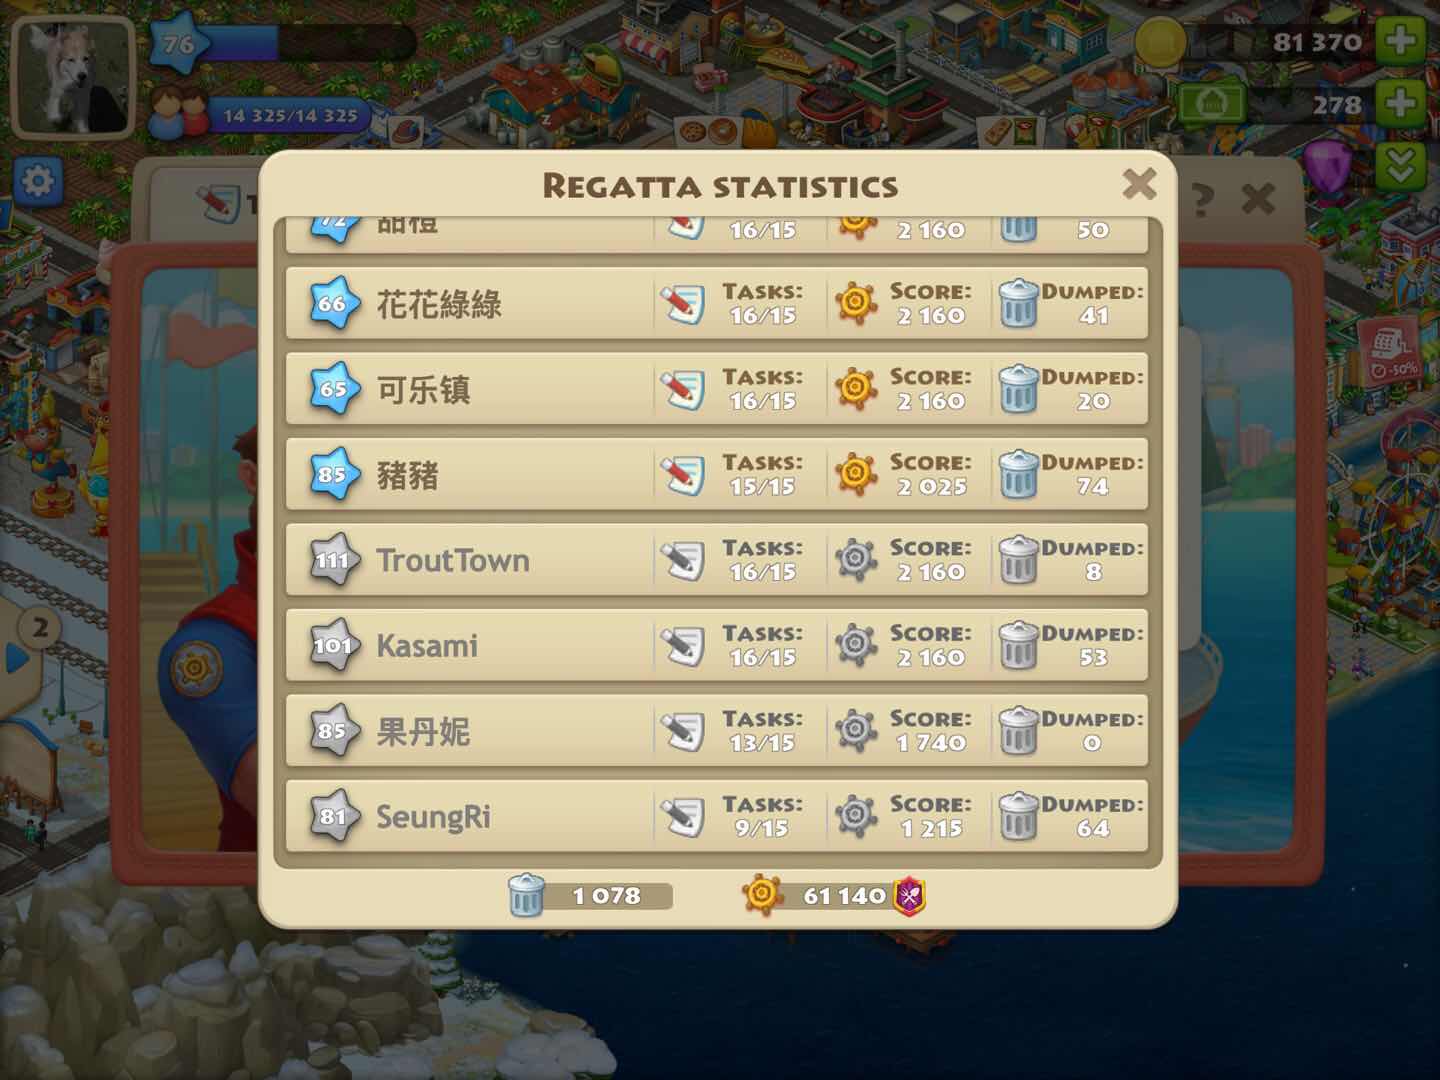 76
14 325/14 325
81 370
278
REGATTA STATISTICS
72 甜橙 16/15 2 160 50
66 花花綠綠 TASKS: 16/15 SCORE: 2 160 DUMPED: 41
65 可乐镇 TASKS: 16/15 SCORE: 2 160 DUMPED: 20
85 豬豬 TASKS: 15/15 SCORE: 2 025 DUMPED: 74
111 TroutTown TASKS: 16/15 SCORE: 2 160 DUMPED: 8
101 Kasami TASKS: 16/15 SCORE: 2 160 DUMPED: 53
85 果丹妮 TASKS: 13/15 SCORE: 1 740 DUMPED: 0
81 SeungRi TASKS: 9/15 SCORE: 1 215 DUMPED: 64
1 078
61 140
?
-50%
2